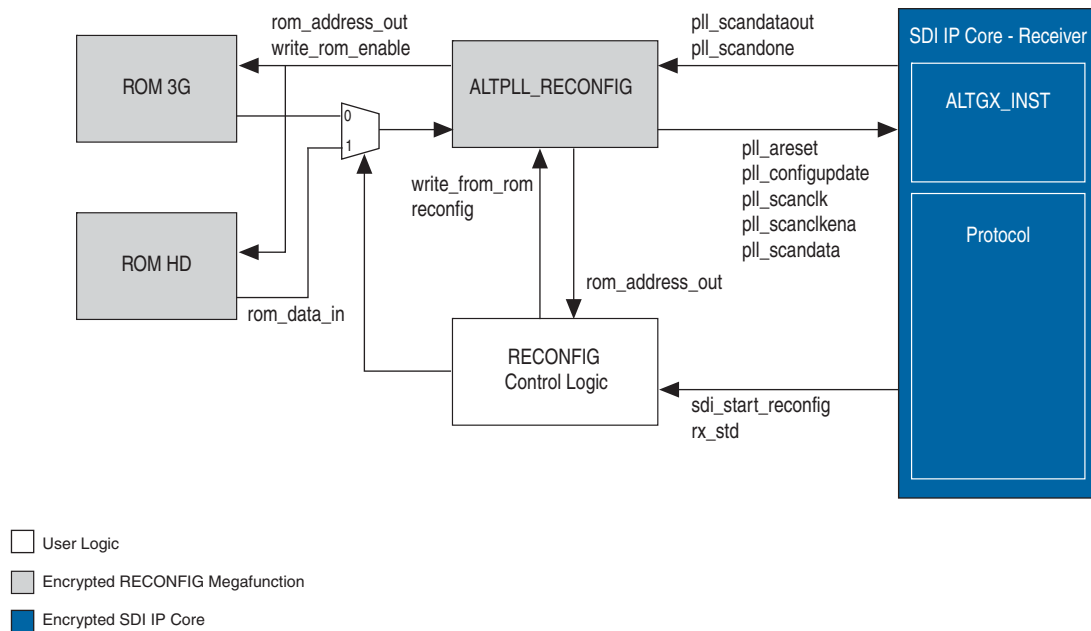 rom_address_out
write_rom_enable
ROM 3G
ALTPLL_RECONFIG
pll_scandataout
pll_scandone
SDI IP Core - Receiver
ALTGX_INST
0
1
write_from_rom
reconfig
pll_areset
pll_configupdate
pll_scanclk
pll_scanclkena
pll_scandata
Protocol
ROM HD
rom_data_in
rom_address_out
RECONFIG
Control Logic
sdi_start_reconfig
rx_std
User Logic
Encrypted RECONFIG Megafunction
Encrypted SDI IP Core